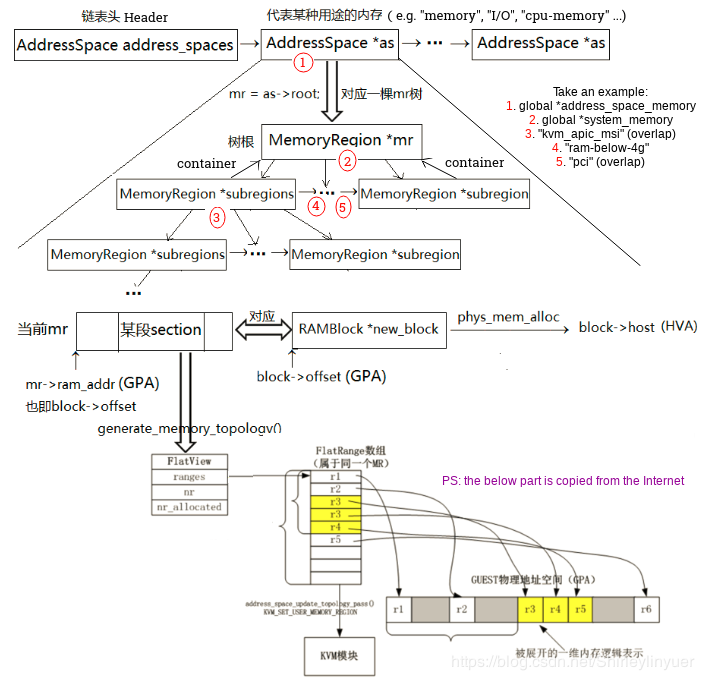 链表头 Header
代表某种用途的内存（e.g. "memory", "I/O", "cpu-memory" ...）
AddressSpace address_spaces
AddressSpace *as
...
AddressSpace *as
1
mr = as->root;
对应一棵mr树
Take an example:
1. global *address_space_memory
2. global *system_memory
3. "kvm_apic_msi" (overlap)
4. "ram-below-4g"
5. "pci" (overlap)
树根
MemoryRegion *mr
container
2
container
MemoryRegion *subregions
...
MemoryRegion *subregion
3
4
5
MemoryRegion *subregions
...
MemoryRegion *subregion
...
当前mr
某段section
对应
RAMBlock *new_block
phys_mem_alloc
block->host (HVA)
mr->ram_addr (GPA)
也即block->offset
block->offset (GPA)
generate_memory_topology()
FlatView
ranges
nr
nr_allocated
FlatRange数组
（属于同一个MR）
r1
r2
r3
r3
r4
r5
PS: the below part is copied from the Internet
GUEST物理地址空间（GPA）
r1
r2
r3
r4
r5
r6
address_space_update_topology_pass()
KVM_SET_USER_MEMORY_REGION
KVM模块
被展开的一维内存逻辑表示
https://blog.csdn.net/Shirleylinyuer